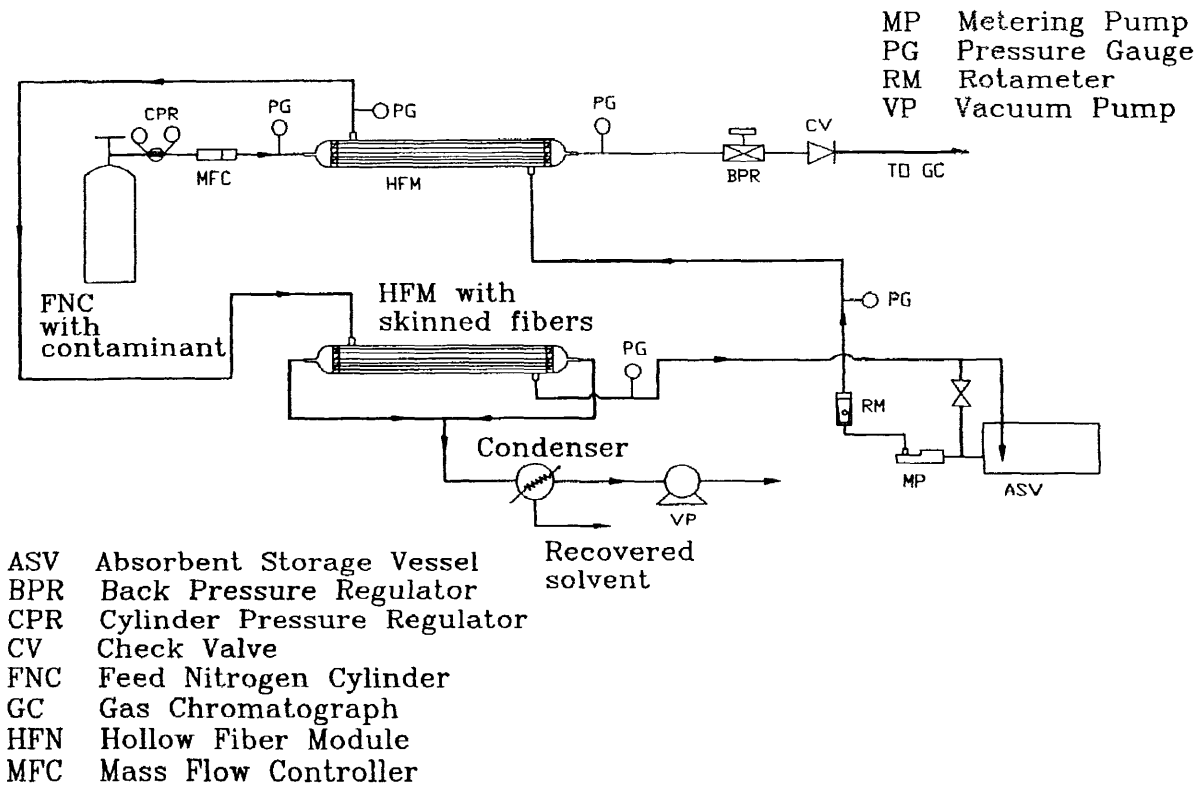 MP Metering Pump
PG Pressure Gauge
RM Rotameter
VP Vacuum Pump
CPR
PG
PG
PG
CV
MFC
HFM
BPR
TO GC
FNC
with
contaminant
HFM with
skinned fibers
PG
PG
RM
MP
ASV
Condenser
VP
Recovered
solvent
ASV Absorbent Storage Vessel
BPR Back Pressure Regulator
CPR Cylinder Pressure Regulator
CV Check Valve
FNC Feed Nitrogen Cylinder
GC Gas Chromatograph
HFN Hollow Fiber Module
MFC Mass Flow Controller